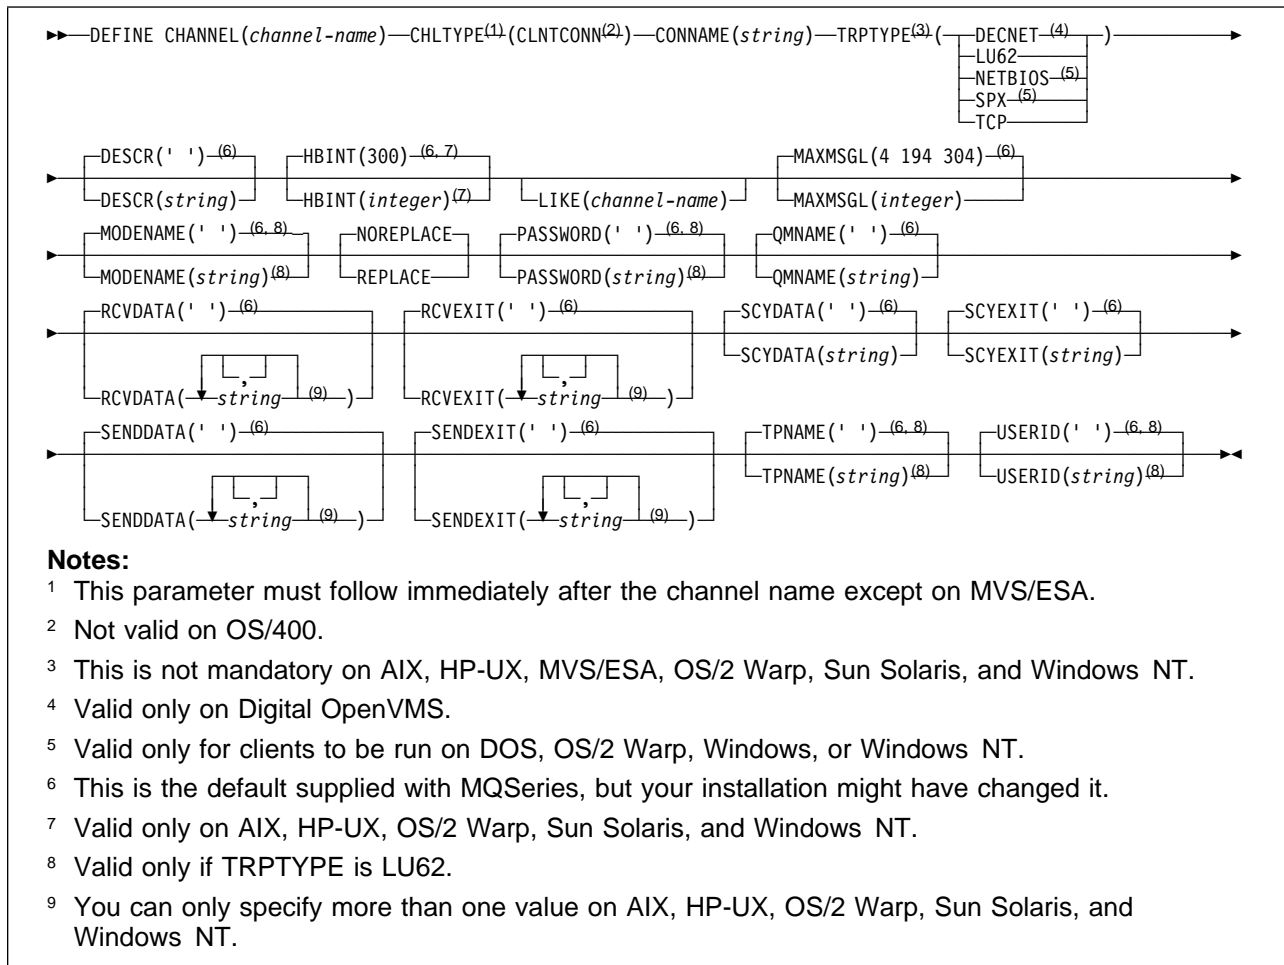 DEFINE CHANNEL(channel-name) CHLTYPE(1)(CLNTCONN(2)) CONNAME(string) TRPTYPE(3)( DECNET (4) )
LU62
NETBIOS (5)
SPX (5)
TCP
DESCR(' ') (6) HBINT(300) (6, 7) MAXMSGL(4 194 304) (6)
DESCR(string) HBINT(integer)(7) LIKE(channel-name) MAXMSGL(integer)
MODENAME(' ') (6, 8) NOREPLACE PASSWORD(' ') (6, 8) QMNAME(' ') (6)
MODENAME(string)(8) REPLACE PASSWORD(string)(8) QMNAME(string)
RCVDATA(' ') (6) RCVEXIT(' ') (6) SCYDATA(' ') (6) SCYEXIT(' ') (6)
SCYDATA(string) SCYEXIT(string)
, ,
RCVDATA( string (9) ) RCVEXIT( string (9) )
SENDDATA(' ') (6) SENDEXIT(' ') (6) TPNAME(' ') (6, 8) USERID(' ') (6, 8)
TPNAME(string)(8) USERID(string)(8)
, ,
SENDDATA( string (9) ) SENDEXIT( string (9) )
Notes:
1 This parameter must follow immediately after the channel name except on MVS/ESA.
2 Not valid on OS/400.
3 This is not mandatory on AIX, HP-UX, MVS/ESA, OS/2 Warp, Sun Solaris, and Windows NT.
4 Valid only on Digital OpenVMS.
5 Valid only for clients to be run on DOS, OS/2 Warp, Windows, or Windows NT.
6 This is the default supplied with MQSeries, but your installation might have changed it.
7 Valid only on AIX, HP-UX, OS/2 Warp, Sun Solaris, and Windows NT.
8 Valid only if TRPTYPE is LU62.
9 You can only specify more than one value on AIX, HP-UX, OS/2 Warp, Sun Solaris, and
Windows NT.